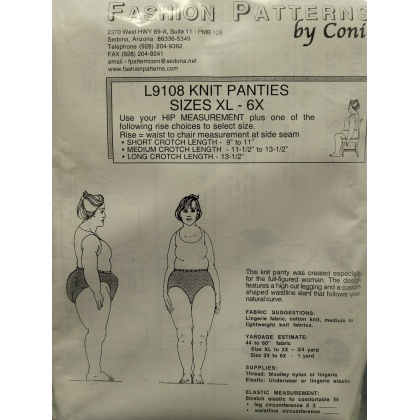 FASHION PATTERNS
by Coni
2370 West HWY 89-A, Suite 11 - PMB 128
Sedona, Arizona 86336-5349
Telephone (928) 204-9362
FAX (928) 204-9241
email - fpatternconi@sedona.net
www.fashionpatterns.com
L9108 KNIT PANTIES
SIZES XL - 6X
Use your HIP MEASUREMENT plus one of the
following rise choices to select size.
Rise = waist to chair measurement at side seam
• SHORT CROTCH LENGTH - 9" to 11"
• MEDIUM CROTCH LENGTH - 11-1/2" to 13-1/2"
• LONG CROTCH LENGTH - 13-1/2"
This knit panty was created especially
for the full-figured woman. The design
features a high cut legging and a custom
shaped waistline slant that follows your
natural curve.
FABRIC SUGGESTIONS:
Lingerie fabric, cotton knit, medium to
lightweight knit fabrics.
YARDAGE ESTIMATE:
44 to 60" fabric
Size XL to 2X - 3/4 yard
Size 3X to 6X - 1 yard
SUPPLIES:
Thread: Woolley nylon or lingerie
Elastic: Underwear or lingerie elastic
ELASTIC MEASUREMENT:
Stretch elastic to comfortable fit
• leg circumference X 2
• waistline circumference